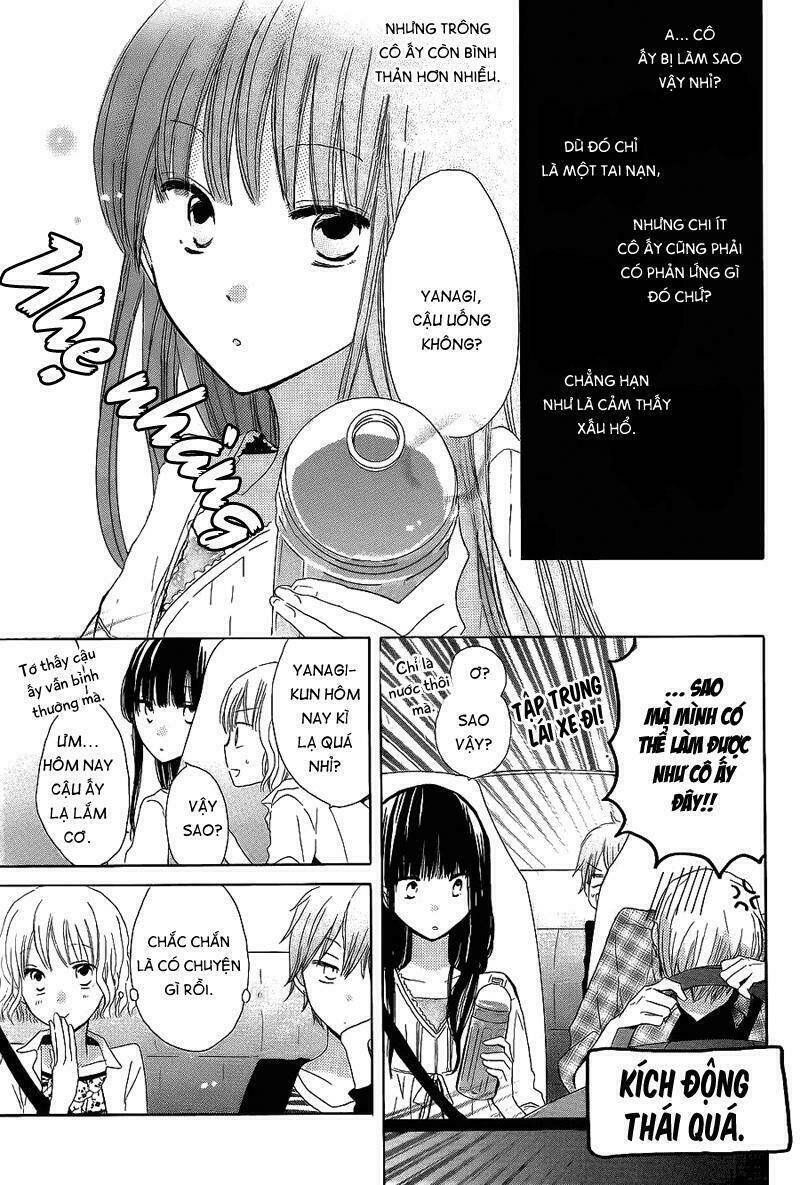 A... CÔ
ẤY BỊ LÀM SAO
VẬY NHỈ?
DÙ ĐÓ CHỈ
LÀ MỘT TAI NẠN,
NHƯNG CHI ÍT
CÔ ẤY CŨNG PHẢI
CÓ PHẢN ỨNG GÌ
ĐÓ CHỨ?
CHẲNG HẠN
NHƯ LÀ CẢM THẤY
XẤU HỔ.
NHƯNG TRÔNG
CÔ ẤY CÒN BÌNH
THẢN HƠN NHIỀU.
YANAGI,
CẬU UỐNG
KHÔNG?
Nhẹ nhàng
... SAO
MÀ MÌNH CÓ
THỂ LÀM ĐƯỢC
NHƯ CÔ ẤY
ĐÂY!!
TẬP TRUNG
LÁI XE ĐI!
Ơ?
SAO
VẬY?
Chỉ là
nước thôi
mà.
KÍCH ĐỘNG
THÁI QUÁ.
YANAGI-
KUN HÔM
NAY KÌ
LẠ QUÁ
NHỈ?
VẬY
SAO?
Tớ thấy cậu
ấy vẫn bình
thường mà.
ỪM...
HÔM NAY
CẬU ẤY
LẠ LẮM
CƠ.
CHẮC CHẮN
LÀ CÓ CHUYỆN
GÌ RỒI.